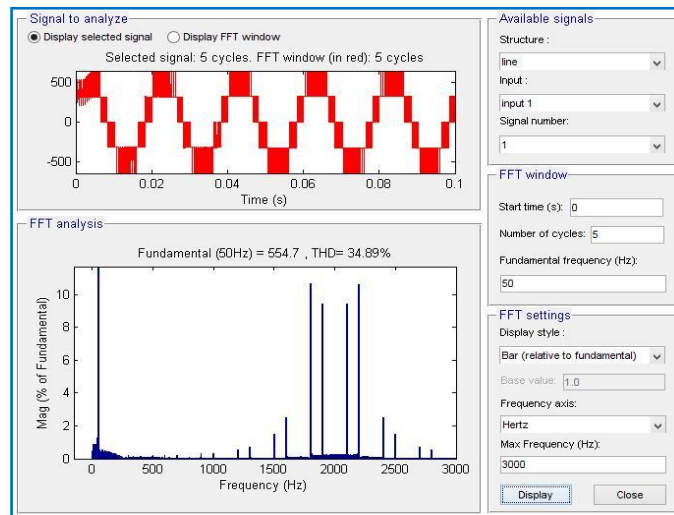 Signal to analyze
Display selected signal Display FFT window
Selected signal: 5 cycles. FFT window (in red): 5 cycles
500
0
-500
0 0.02 0.04 0.06 0.08 0.1
Time (s)
FFT analysis
Fundamental (50Hz) = 554.7 , THD= 34.89%
Mag (% of Fundamental)
10
8
6
4
2
0
0 500 1000 1500 2000 2500 3000
Frequency (Hz)
Available signals
Structure :
line
Input :
input 1
Signal number:
1
FFT window
Start time (s): 0
Number of cycles: 5
Fundamental frequency (Hz):
50
FFT settings
Display style :
Bar (relative to fundamental)
Base value: 1.0
Frequency axis:
Hertz
Max Frequency (Hz):
3000
Display Close